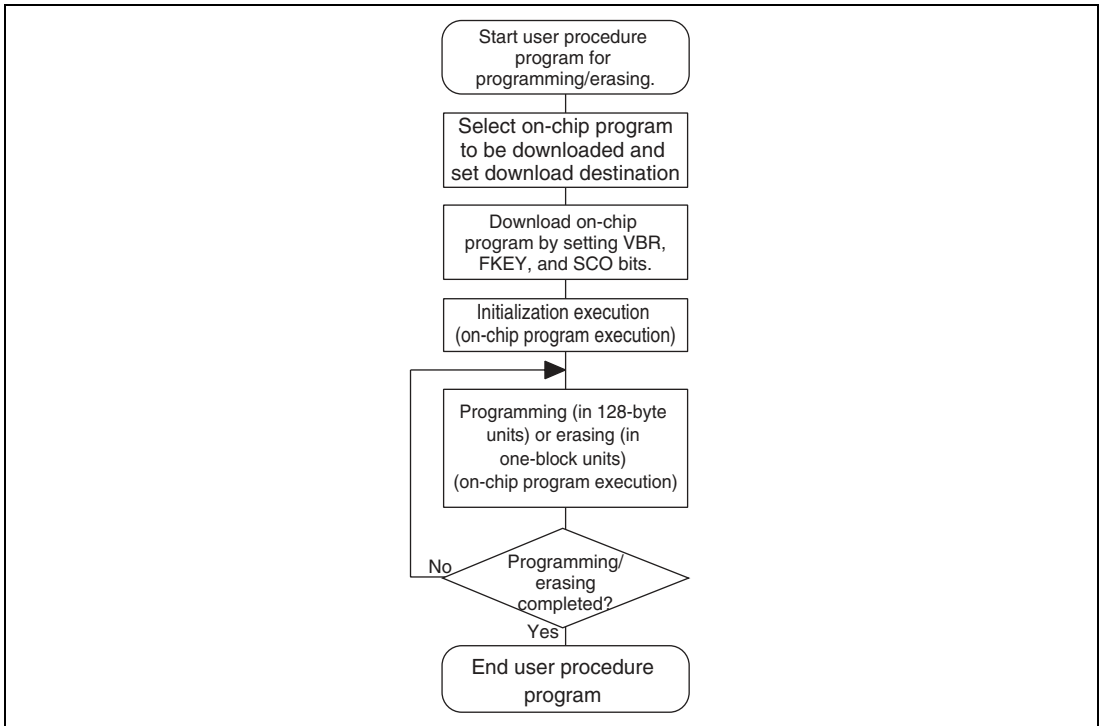 Start user procedure
program for
programming/erasing.
Select on-chip program
to be downloaded and
set download destination
Download on-chip
program by setting VBR,
FKEY, and SCO bits.
Initialization execution
(on-chip program execution)
Programming (in 128-byte
units) or erasing (in
one-block units)
(on-chip program execution)
No
Programming/
erasing
completed?
Yes
End user procedure
program